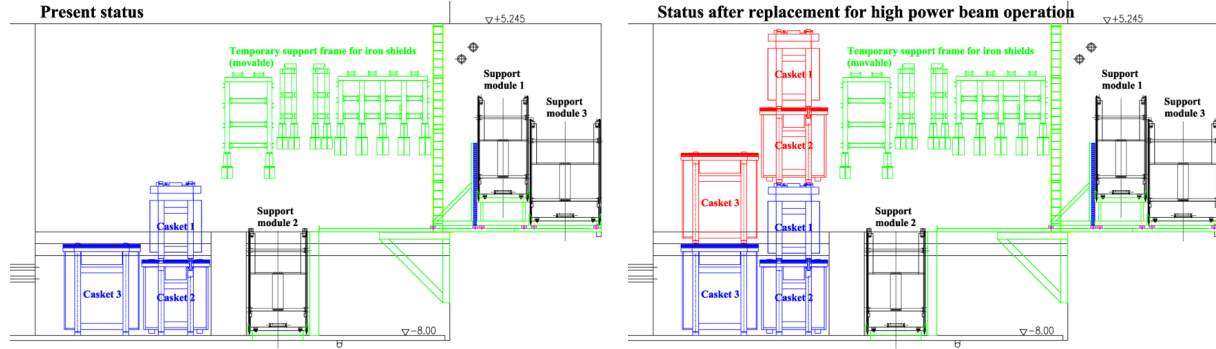 Present status
+5.245
Temporary support frame for iron shields
(movable)
Support
module 1
Support
module 3
Support
module 2
Casket 1
Casket 3
Casket 2
-8.00
Status after replacement for high power beam operation
+5.245
Casket 1
Temporary support frame for iron shields
(movable)
Support
module 1
Support
module 3
Casket 2
Casket 3
Support
module 2
Casket 1
Casket 3
Casket 2
-8.00